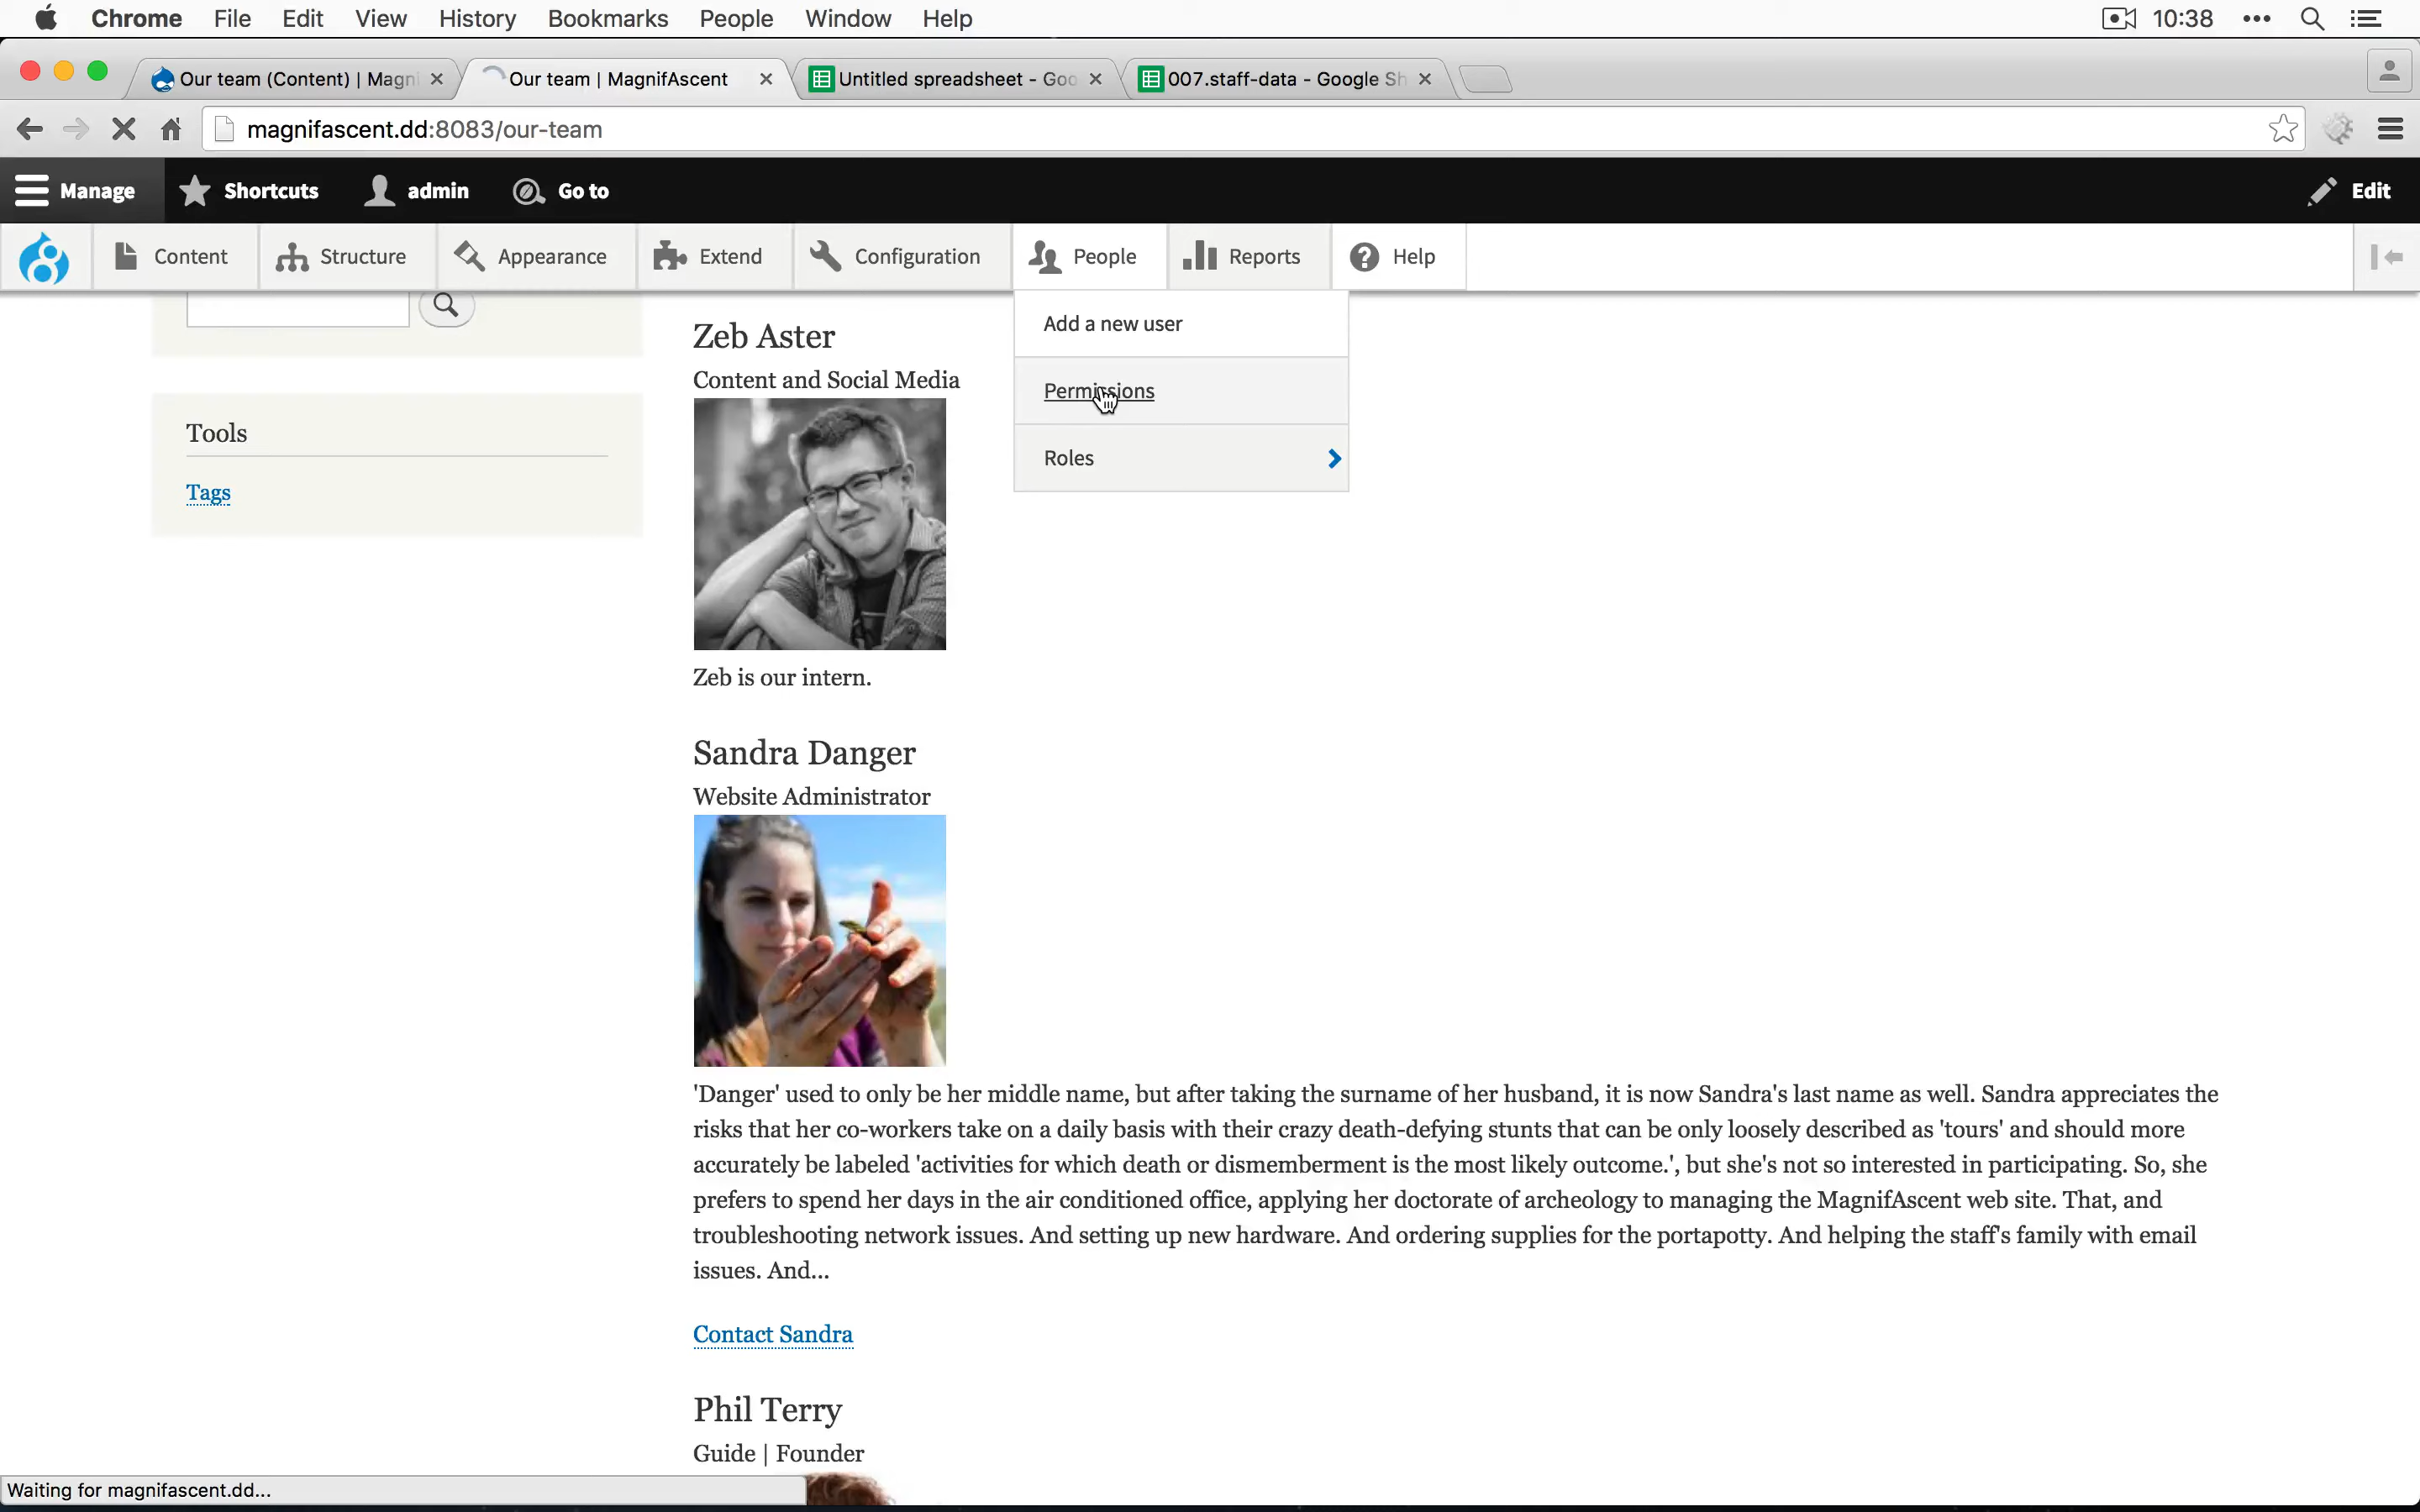 Chrome File Edit View History Bookmarks People Window Help 10:38
Our team (Content) | Magni Our team | MagnifAscent Untitled spreadsheet - Goo 007.staff-data - Google Sh
magnifascent.dd:8083/our-team
Manage Shortcuts admin Go to Edit
Content Structure Appearance Extend Configuration People Reports Help
Add a new user
Permissions
Roles
Tools
Tags
Zeb Aster
Content and Social Media
Zeb is our intern.
Sandra Danger
Website Administrator
'Danger' used to only be her middle name, but after taking the surname of her husband, it is now Sandra's last name as well. Sandra appreciates the
risks that her co-workers take on a daily basis with their crazy death-defying stunts that can be only loosely described as 'tours' and should more
accurately be labeled 'activities for which death or dismemberment is the most likely outcome.', but she's not so interested in participating. So, she
prefers to spend her days in the air conditioned office, applying her doctorate of archeology to managing the MagnifAscent web site. That, and
troubleshooting network issues. And setting up new hardware. And ordering supplies for the portapotty. And helping the staff's family with email
issues. And...
Contact Sandra
Phil Terry
Guide | Founder
Waiting for magnifascent.dd...